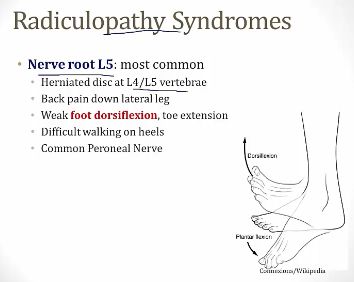 Radiculopathy Syndromes
• Nerve root L5: most common
• Herniated disc at L4/L5 vertebrae
• Back pain down lateral leg
• Weak foot dorsiflexion, toe extension
• Difficult walking on heels
• Common Peroneal Nerve
Dorsiflexion
Plantar flexion
Connexions/Wikipedia